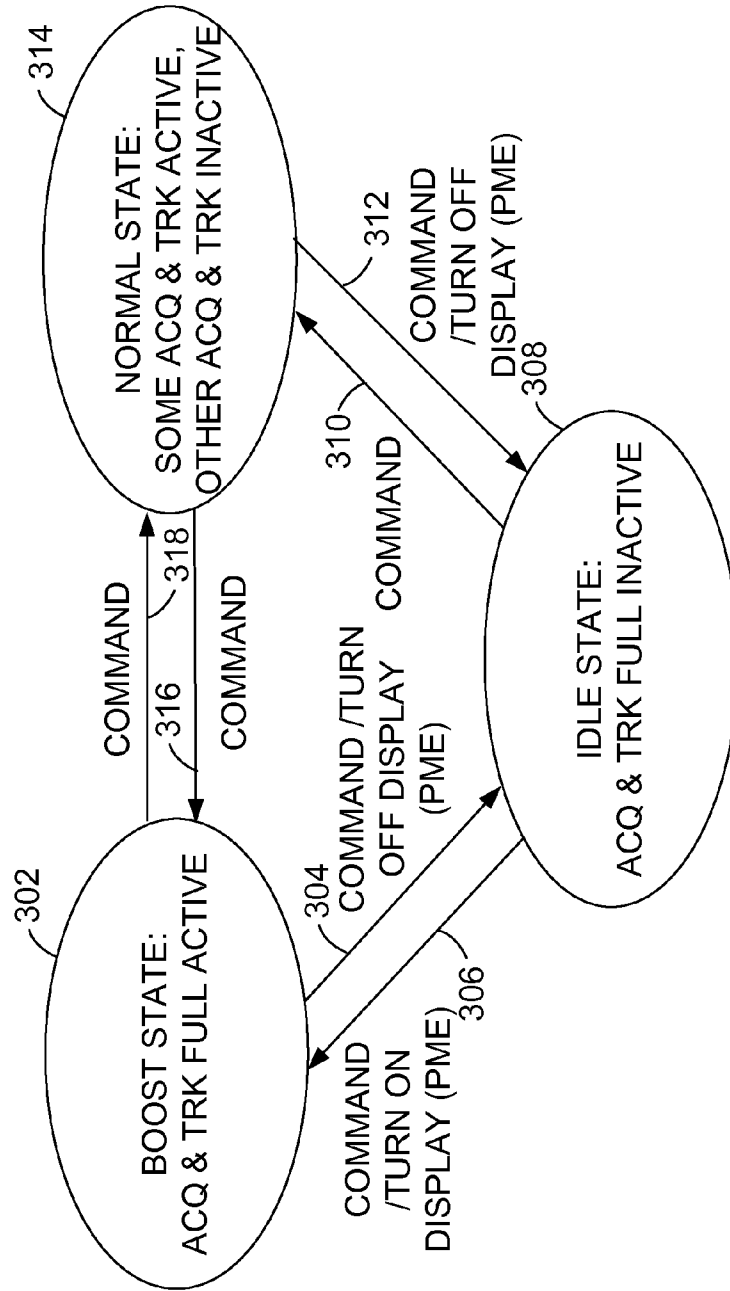 302
BOOST STATE:
ACQ & TRK FULL ACTIVE
COMMAND
318
316
COMMAND
314
NORMAL STATE:
SOME ACQ & TRK ACTIVE,
OTHER ACQ & TRK INACTIVE
304
COMMAND /TURN
OFF DISPLAY
(PME)
306
COMMAND
/TURN ON
DISPLAY (PME)
310
COMMAND
312
COMMAND
/TURN OFF
DISPLAY (PME)
308
IDLE STATE:
ACQ & TRK FULL INACTIVE